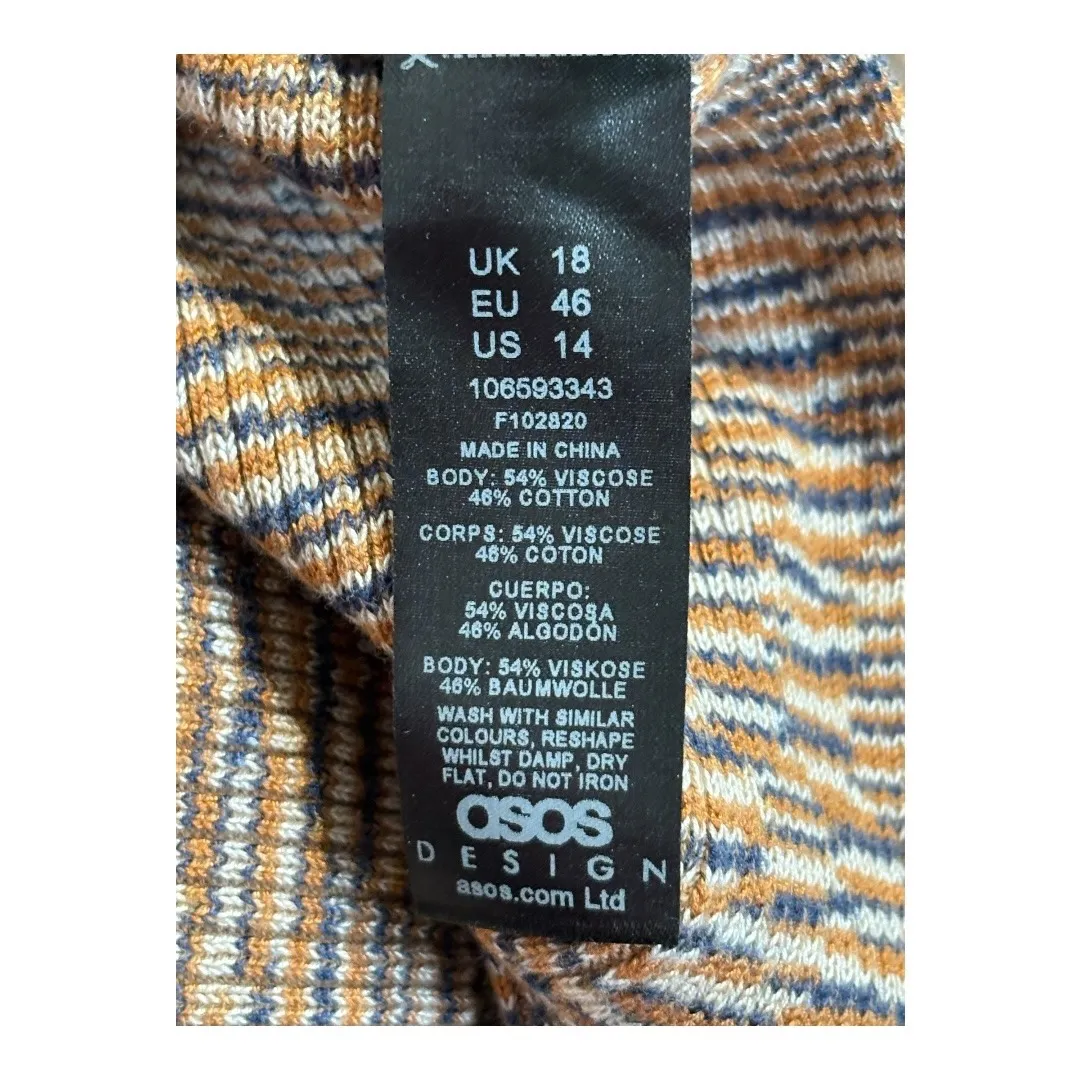 UK 18
EU 46
US 14
106593343
F102820
MADE IN CHINA
BODY: 54% VISCOSE
46% COTTON
CORPS: 54% VISCOSE
46% COTON
CUERPO:
54% VISCOSA
46% ALGODÓN
BODY: 54% VISKOSE
46% BAUMWOLLE
WASH WITH SIMILAR
COLOURS, RESHAPE
WHILST DAMP, DRY
FLAT, DO NOT IRON
asos
DESIGN
asos.com Ltd